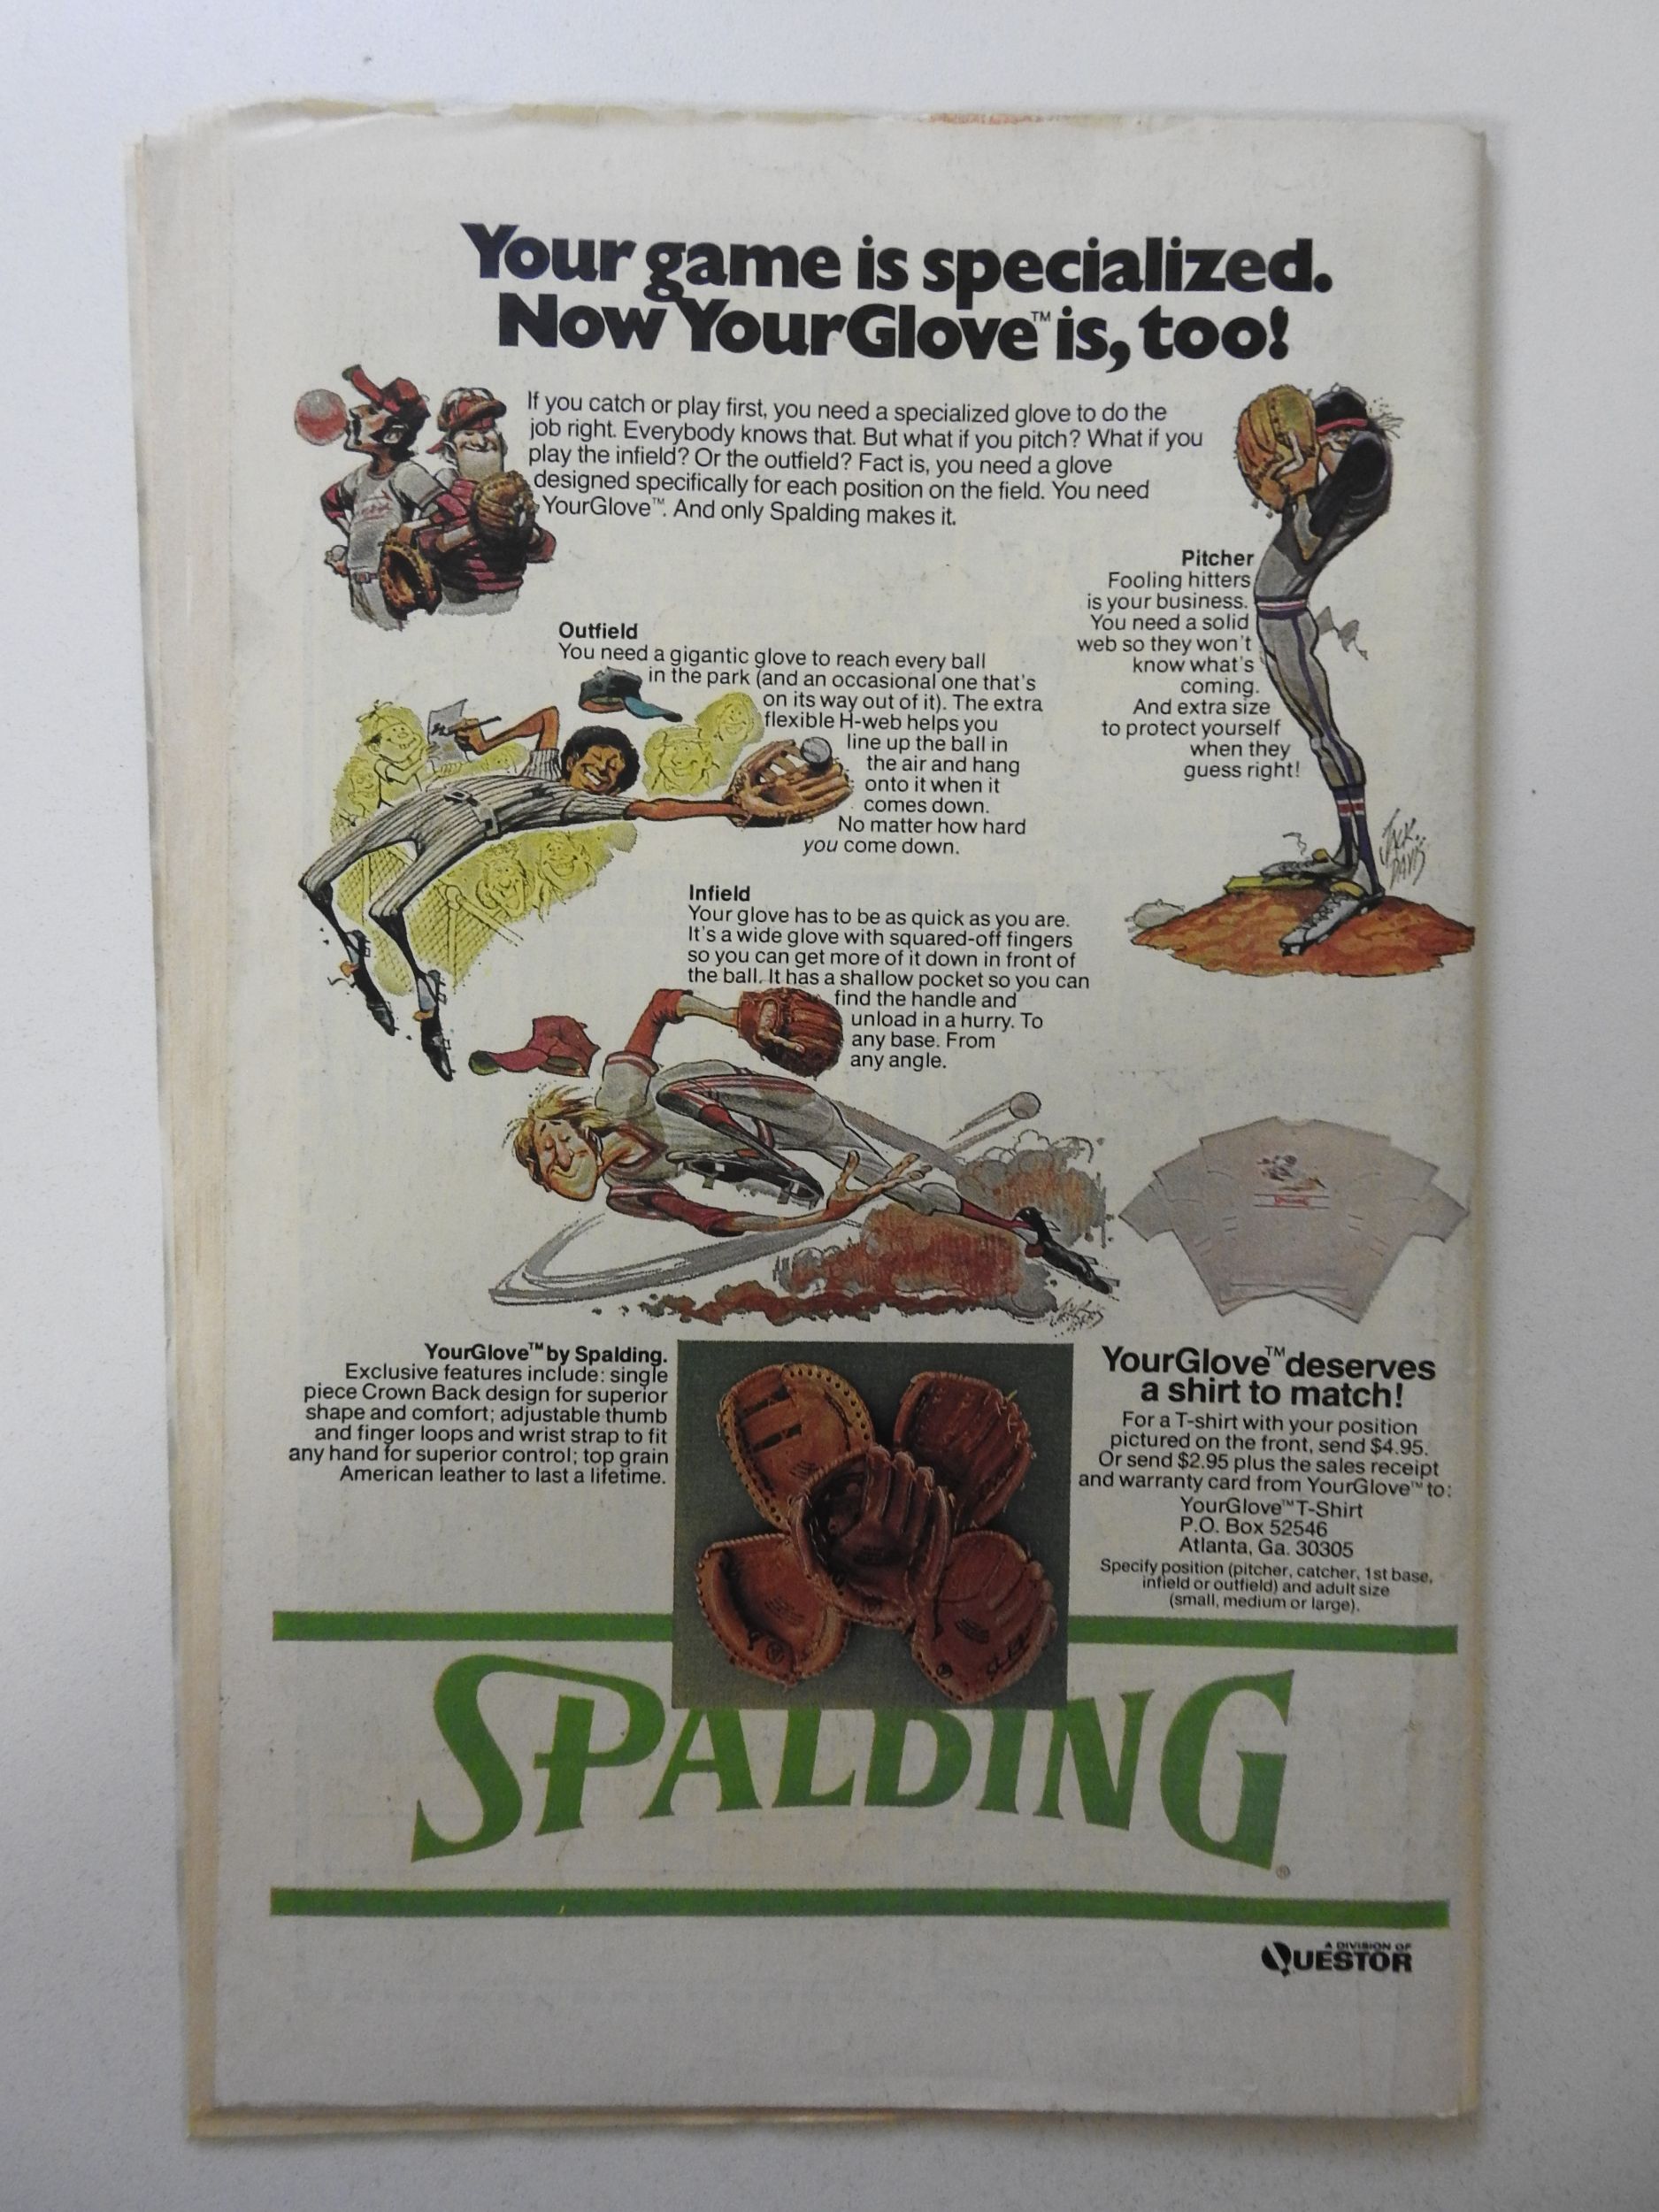 Your game is specialized.
Now YourGlove™ is, too!
If you catch or play first, you need a specialized glove to do the
job right. Everybody knows that. But what if you pitch? What if you
play the infield? Or the outfield? Fact is, you need a glove
designed specifically for each position on the field. You need
YourGlove™. And only Spalding makes it.
Pitcher
Fooling hitters
is your business.
You need a solid
web so they won't
know what's
coming.
And extra size
to protect yourself
when they
guess right!
JACK
DAVIS
Outfield
You need a gigantic glove to reach every ball
in the park (and an occasional one that's
on its way out of it). The extra
flexible H-web helps you
line up the ball in
the air and hang
onto it when it
comes down.
No matter how hard
you come down.
Infield
Your glove has to be as quick as you are.
It's a wide glove with squared-off fingers
so you can get more of it down in front of
the ball. It has a shallow pocket so you can
find the handle and
unload in a hurry. To
any base. From
any angle.
YourGlove™ by Spalding.
Exclusive features include: single
piece Crown Back design for superior
shape and comfort; adjustable thumb
and finger loops and wrist strap to fit
any hand for superior control; top grain
American leather to last a lifetime.
YourGlove™ deserves
a shirt to match!
For a T-shirt with your position
pictured on the front, send $4.95.
Or send $2.95 plus the sales receipt
and warranty card from YourGlove™ to:
YourGlove™ T-Shirt
P.O. Box 52546
Atlanta, Ga. 30305
Specify position (pitcher, catcher, 1st base,
infield or outfield) and adult size
(small, medium or large).
SPALDING®
A DIVISION OF
QUESTOR